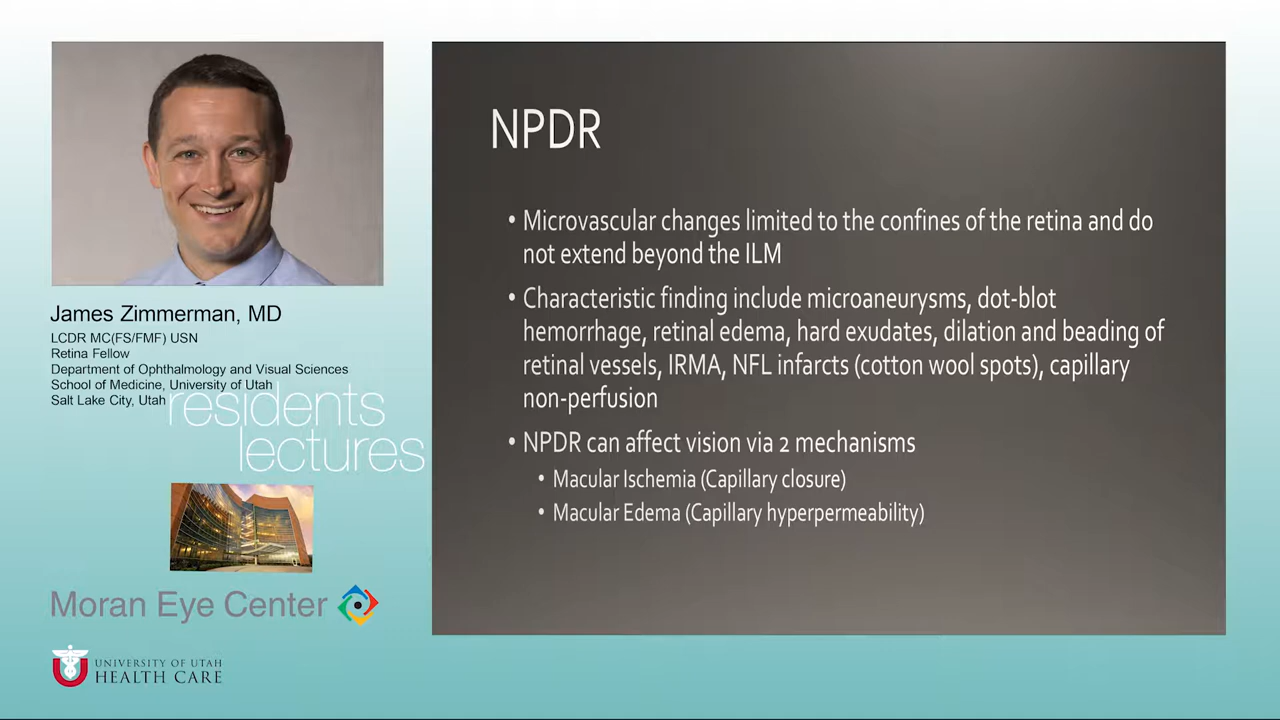 James Zimmerman, MD
LCDR MC(FS/FMF) USN
Retina Fellow
Department of Ophthalmology and Visual Sciences
School of Medicine, University of Utah
Salt Lake City, Utah
residents
lectures
Moran Eye Center
UNIVERSITY OF UTAH
HEALTH CARE
NPDR
• Microvascular changes limited to the confines of the retina and do
not extend beyond the ILM
• Characteristic finding include microaneurysms, dot-blot
hemorrhage, retinal edema, hard exudates, dilation and beading of
retinal vessels, IRMA, NFL infarcts (cotton wool spots), capillary
non-perfusion
• NPDR can affect vision via 2 mechanisms
• Macular Ischemia (Capillary closure)
• Macular Edema (Capillary hyperpermeability)